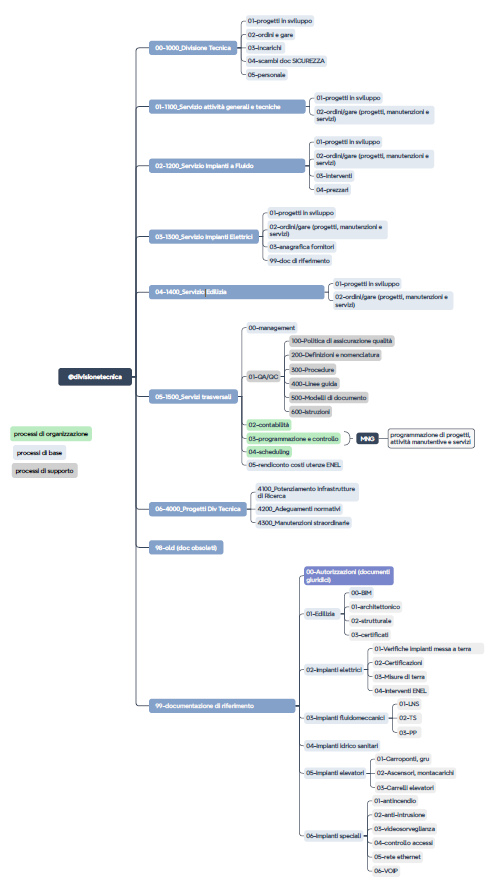 @divisionetecnica
00-1000_Divisione Tecnica
01-progetti in sviluppo
02-ordini e gare
03-incarichi
04-scambi doc SICUREZZA
05-personale
01-1100_Servizio attività generali e tecniche
01-progetti in sviluppo
02-ordini/gare (progetti, manutenzioni e
servizi)
02-1200_Servizio Impianti a Fluido
01-progetti in sviluppo
02-ordini/gare (progetti, manutenzioni e
servizi)
03-interventi
04-prezzari
03-1300_Servizio Impianti Elettrici
01-progetti in sviluppo
02-ordini/gare (progetti, manutenzioni e
servizi)
03-anagrafica fornitori
99-doc di riferimento
04-1400_Servizio Edilizia
01-progetti in sviluppo
02-ordini/gare (progetti, manutenzioni e
servizi)
05-1500_Servizi trasversali
00-management
01-QA/QC
100-Politica di assicurazione qualità
200-Definizioni e nomenclatura
300-Procedure
400-Linee guida
500-Modelli di documento
600-Istruzioni
02-contabilità
03-programmazione e controllo
04-scheduling
MNG
programmazione di progetti,
attività manutentive e servizi
05-rendiconto costi utenze ENEL
processi di organizzazione
processi di base
processi di supporto
06-4000_Progetti Div Tecnica
4100_Potenziamento Infrastrutture
di Ricerca
4200_Adeguamenti normativi
4300_Manutenzioni straordinarie
98-old (doc obsoleti)
99-documentazione di riferimento
00-Autorizzazioni (documenti
giuridici)
01-Edilizia
00-BIM
01-architettonico
02-strutturale
03-certificati
02-Impianti elettrici
01-Verifiche impianti messa a terra
02-Certificazioni
03-Misure di terra
04-Interventi ENEL
03-Impianti fluidomeccanici
01-LNS
02-TS
03-PP
04-Impianti idrico sanitari
05-Impianti elevatori
01-Carroponti, gru
02-Ascensori, montacarichi
03-Carrelli elevatori
06-Impianti speciali
01-antincendio
02-anti-intrusione
03-videosorveglianza
04-controllo accessi
05-rete ethernet
06-VOIP